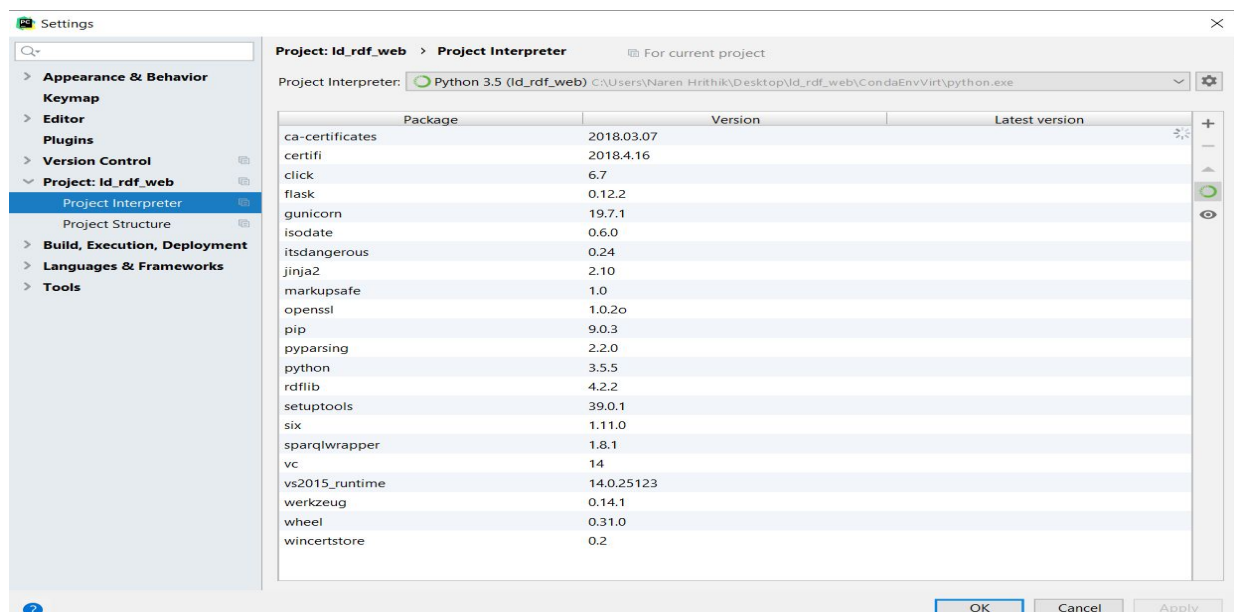 PC Settings
Project: ld_rdf_web > Project Interpreter For current project
Appearance & Behavior
Keymap
Editor
Plugins
Version Control
Project: ld_rdf_web
Project Interpreter
Project Structure
Build, Execution, Deployment
Languages & Frameworks
Tools
Project Interpreter: Python 3.5 (ld_rdf_web) C:\Users\Naren Hrithik\Desktop\ld_rdf_web\CondaEnvVirt\python.exe
Package Version Latest version
ca-certificates 2018.03.07
certifi 2018.4.16
click 6.7
flask 0.12.2
gunicorn 19.7.1
isodate 0.6.0
itsdangerous 0.24
jinja2 2.10
markupsafe 1.0
openssl 1.0.2o
pip 9.0.3
pyparsing 2.2.0
python 3.5.5
rdflib 4.2.2
setuptools 39.0.1
six 1.11.0
sparqlwrapper 1.8.1
vc 14
vs2015_runtime 14.0.25123
werkzeug 0.14.1
wheel 0.31.0
wincertstore 0.2
? OK Cancel Apply